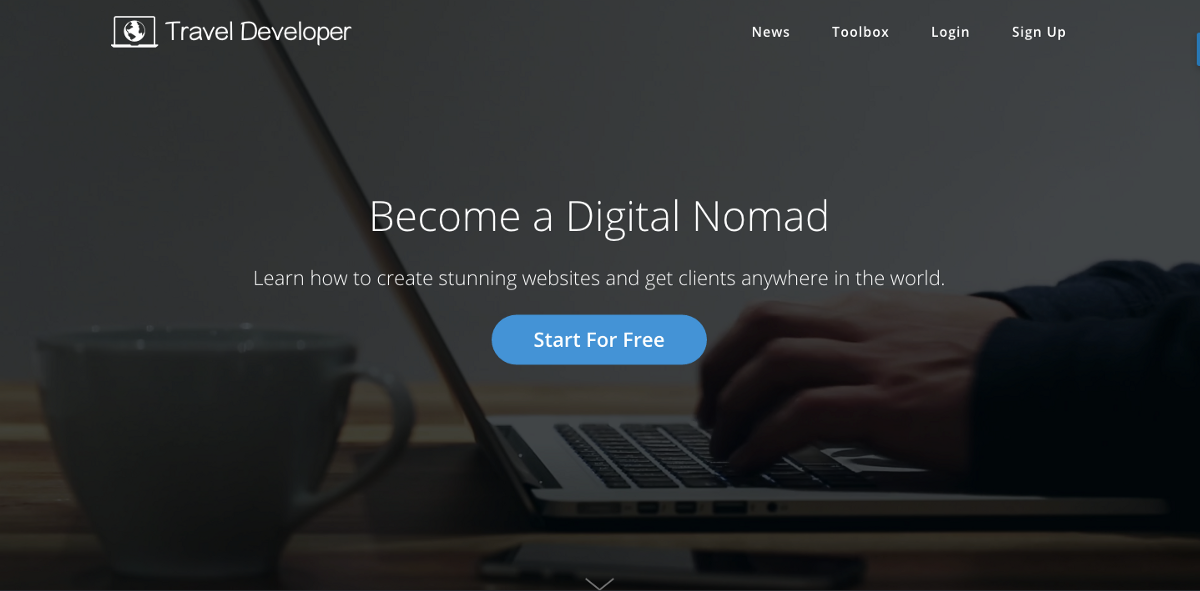 Travel Developer
News
Toolbox
Login
Sign Up
Become a Digital Nomad
Learn how to create stunning websites and get clients anywhere in the world.
Start For Free